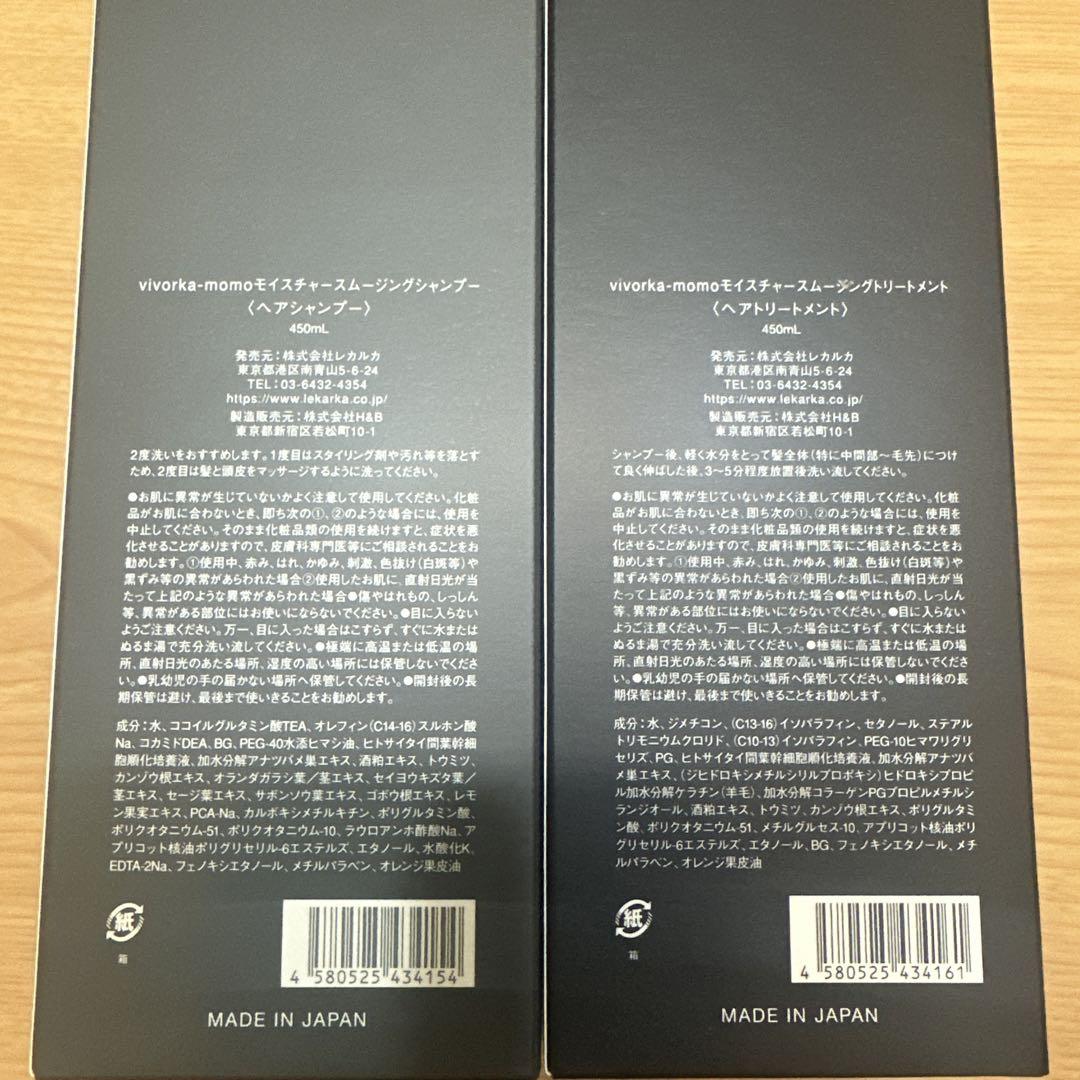 vivorka-momoモイスチャースムージングシャンプー
〈ヘアシャンプー〉
450mL
発売元：株式会社レカルカ
東京都港区南青山5-6-24
TEL：03-6432-4354
https://www.lekarka.co.jp/
製造販売元：株式会社H&B
東京都新宿区若松町10-1
2度洗いをおすすめします。1度目はスタイリング剤や汚れ等を落とす
ため、2度目は髪と頭皮をマッサージするように洗ってください。
●お肌に異常が生じていないかよく注意して使用してください。化粧
品がお肌に合わないとき、即ち次の①、②のような場合には、使用を
中止してください。そのまま化粧品類の使用を続けますと、症状を悪
化させることがありますので、皮膚科専門医等にご相談されることをお
勧めします。①使用中、赤み、はれ、かゆみ、刺激、色抜け(白斑等)や
黒ずみ等の異常があらわれた場合②使用したお肌に、直射日光が当
たって上記のような異常があらわれた場合●傷やはれもの、しっしん
等、異常がある部位にはお使いにならないでください。●目に入らない
ようご注意ください。万一、目に入った場合はこすらず、すぐに水または
ぬるま湯で充分洗い流してください。●極端に高温または低温の場
所、直射日光のあたる場所、湿度の高い場所には保管しないでくださ
い。●乳幼児の手の届かない場所へ保管してください。●開封後の長
期保管は避け、最後まで使いきることをお勧めします。
成分：水、ココイルグルタミン酸TEA、オレフィン(C14-16)スルホン酸
Na、コカミドDEA、BG、PEG-40水添ヒマシ油、ヒトサイタイ間葉幹細
胞順化培養液、加水分解アナツバメ巣エキス、酒粕エキス、トウミツ、
カンゾウ根エキス、オランダガラシ葉/茎エキス、セイヨウキズタ葉/
茎エキス、セージ葉エキス、サボンソウ葉エキス、ゴボウ根エキス、レモ
ン果実エキス、PCA-Na、カルボキシメチルキチン、ポリグルタミン酸、
ポリクオタニウム-51、ポリクオタニウム-10、ラウロアンホ酢酸Na、ア
プリコット核油ポリグリセリル-6エステルズ、エタノール、水酸化K、
EDTA-2Na、フェノキシエタノール、メチルパラベン、オレンジ果皮油
紙
箱
4 580525 434154
MADE IN JAPAN
vivorka-momoモイスチャースムージングトリートメント
〈ヘアトリートメント〉
450mL
発売元：株式会社レカルカ
東京都港区南青山5-6-24
TEL：03-6432-4354
https://www.lekarka.co.jp/
製造販売元：株式会社H&B
東京都新宿区若松町10-1
シャンプー後、軽く水分をとって髪全体(特に中間部〜毛先)につけ
て良く伸ばした後、3〜5分程度放置後洗い流してください。
●お肌に異常が生じていないかよく注意して使用してください。化粧
品がお肌に合わないとき、即ち次の①、②のような場合には、使用を
中止してください。そのまま化粧品類の使用を続けますと、症状を悪
化させることがありますので、皮膚科専門医等にご相談されることをお
勧めします。①使用中、赤み、はれ、かゆみ、刺激、色抜け(白斑等)や
黒ずみ等の異常があらわれた場合②使用したお肌に、直射日光が当
たって上記のような異常があらわれた場合●傷やはれもの、しっしん
等、異常がある部位にはお使いにならないでください。●目に入らない
ようご注意ください。万一、目に入った場合はこすらず、すぐに水または
ぬるま湯で充分洗い流してください。●極端に高温または低温の場
所、直射日光のあたる場所、湿度の高い場所には保管しないでくださ
い。●乳幼児の手の届かない場所へ保管してください。●開封後の長
期保管は避け、最後まで使いきることをお勧めします。
成分：水、ジメチコン、(C13-16)イソパラフィン、セタノール、ステアル
トリモニウムクロリド、(C10-13)イソパラフィン、PEG-10ヒマワリグリ
セリズ、PG、ヒトサイタイ間葉幹細胞順化培養液、加水分解アナツバ
メ巣エキス、(ジヒドロキシメチルシリルプロポキシ)ヒドロキシプロピ
ル加水分解ケラチン(羊毛)、加水分解コラーゲンPGプロピルメチルシ
ランジオール、酒粕エキス、トウミツ、カンゾウ根エキス、ポリグルタミ
ン酸、ポリクオタニウム-51、メチルグルセス-10、アプリコット核油ポリ
グリセリル-6エステルズ、エタノール、BG、フェノキシエタノール、メチ
ルパラベン、オレンジ果皮油
紙
箱
4 580525 434161
MADE IN JAPAN